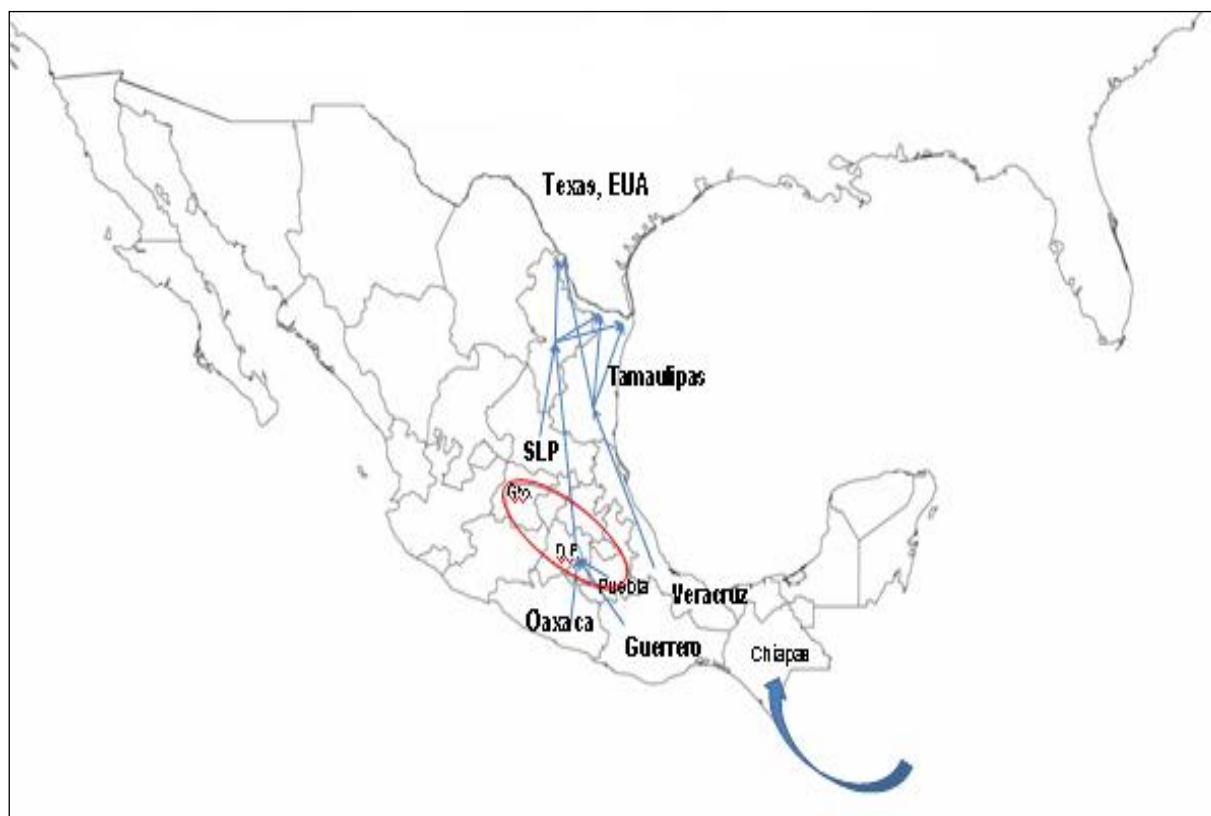 Texas, EUA
Tamaulipas
SLP
Gto.
D.F.
Puebla
Veracruz
Oaxaca
Guerrero
Chiapas